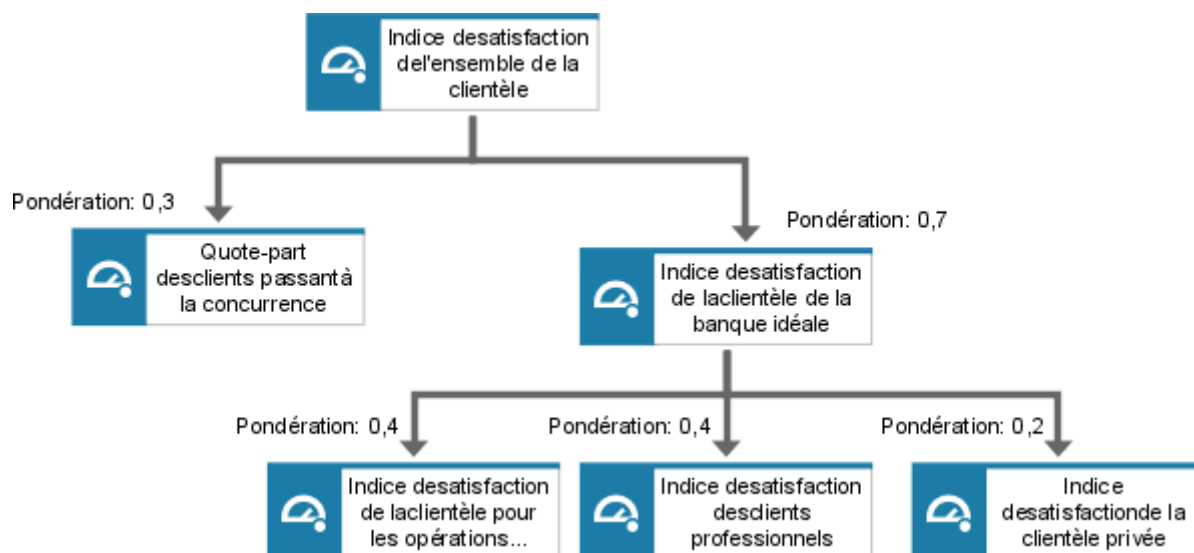 Indice desatisfaction
del'ensemble de la
clientèle
Pondération: 0,3
Pondération: 0,7
Quote-part
desclients passantà
la concurrence
Indice desatisfaction
de laclientèle de la
banque idéale
Pondération: 0,4
Pondération: 0,4
Pondération: 0,2
Indice desatisfaction
de laclientèle pour
les opérations...
Indice desatisfaction
desclients
professionnels
Indice
desatisfactionde la
clientèle privée